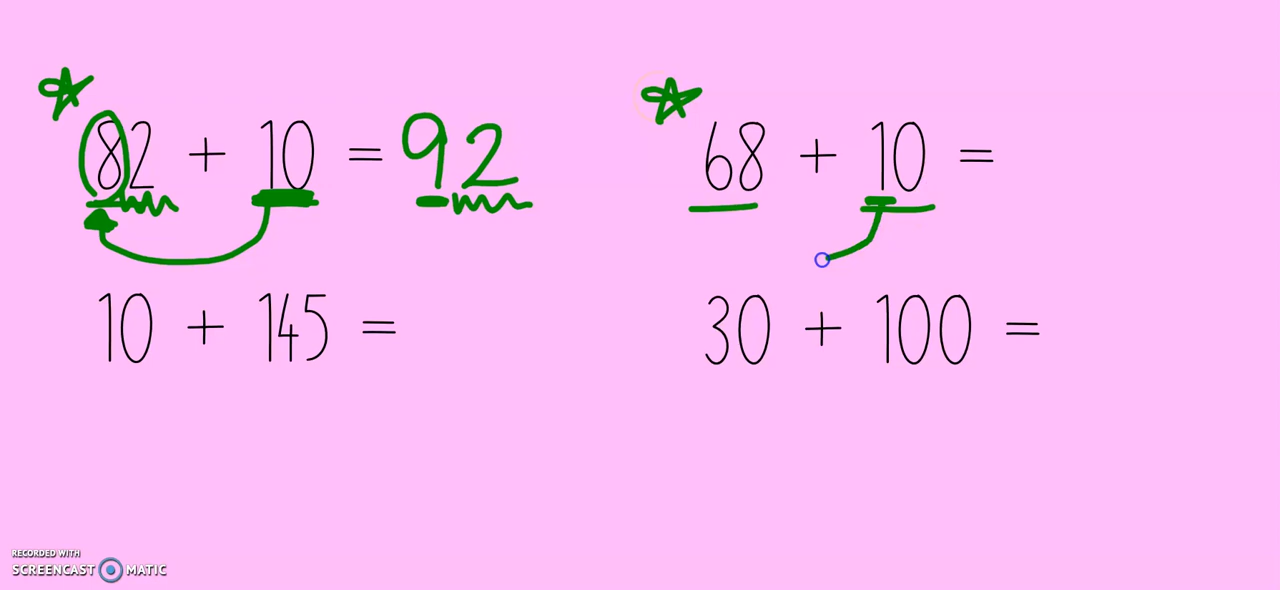 82 + 10 = 92
68 + 10 =
10 + 145 =
30 + 100 =
RECORDED WITH
SCREENCAST MATIC